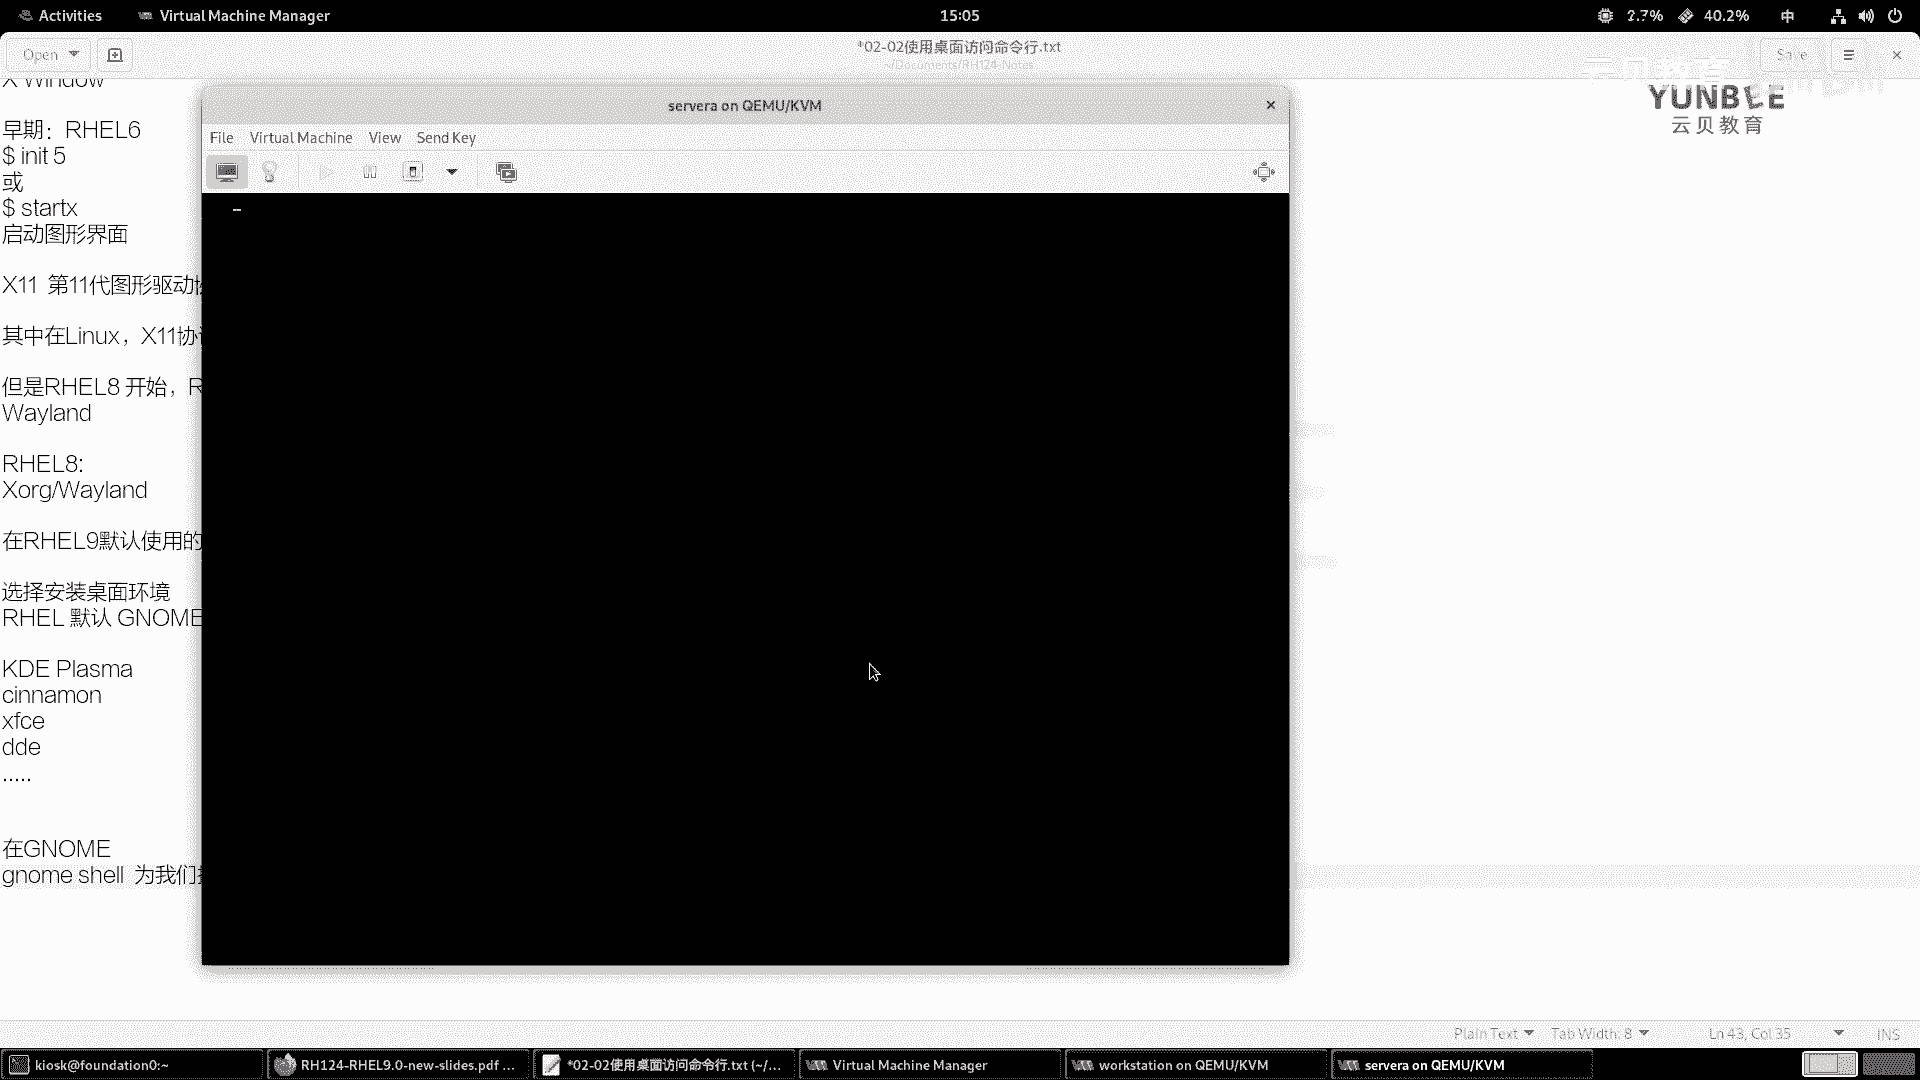 Activities
Virtual Machine Manager
15:05
2.7%
40.2%
中
Open
*02-02使用桌面访问命令行.txt
~/Documents/RH124-Notes
Save
X Window
早期：RHEL6
$ init 5
或
$ startx
启动图形界面
X11 第11代图形驱动
其中在Linux，X11协
但是RHEL8 开始，R
Wayland
RHEL8:
Xorg/Wayland
在RHEL9默认使用的
选择安装桌面环境
RHEL 默认 GNOME
KDE Plasma
cinnamon
xfce
dde
.....
在GNOME
gnome shell 为我们
servera on QEMU/KVM
File
Virtual Machine
View
Send Key
YUNBEE
云贝教育
Plain Text
Tab Width: 8
Ln 43, Col 35
INS
kiosk@foundation0:~
RH124-RHEL9.0-new-slides.pdf ...
*02-02使用桌面访问命令行.txt (~/...
Virtual Machine Manager
workstation on QEMU/KVM
servera on QEMU/KVM